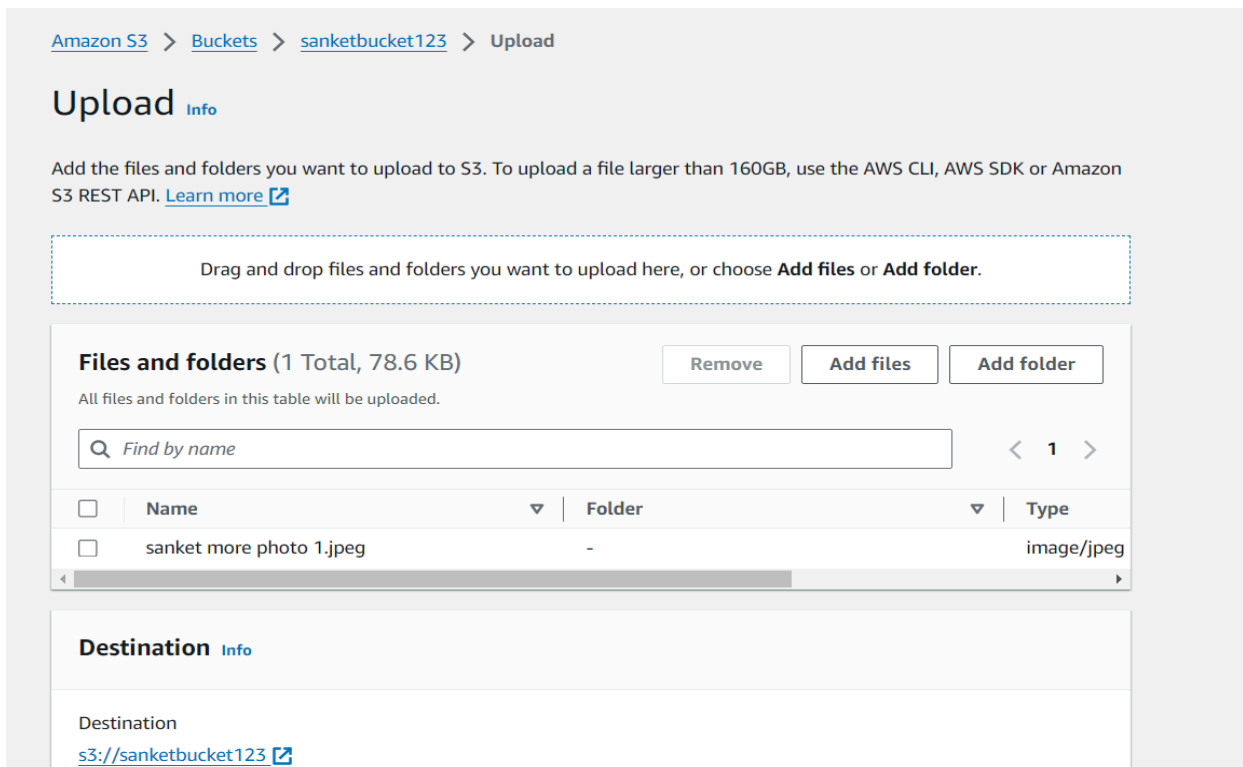 Amazon S3 > Buckets > sanketbucket123 > Upload
Upload Info
Add the files and folders you want to upload to S3. To upload a file larger than 160GB, use the AWS CLI, AWS SDK or Amazon
S3 REST API. Learn more
Drag and drop files and folders you want to upload here, or choose Add files or Add folder.
Files and folders (1 Total, 78.6 KB)
Remove
Add files
Add folder
All files and folders in this table will be uploaded.
Find by name
< 1 >
Name Folder Type
sanket more photo 1.jpeg - image/jpeg
Destination Info
Destination
s3://sanketbucket123